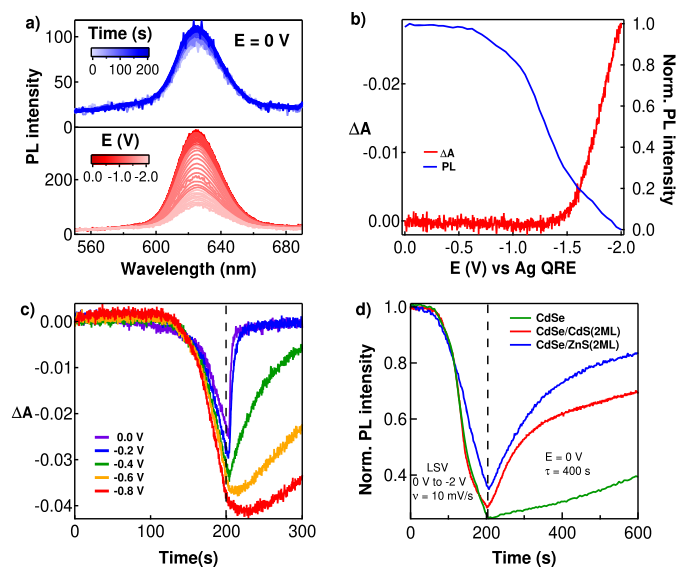 a)
Time (s)
0 100 200
E = 0 V
100
50
0
PL intensity
E (V)
0.0 -1.0 -2.0
200
0
560 600 640 680
Wavelength (nm)
b)
-0.02
-0.01
0.00
ΔA
ΔA
PL
1.0
0.8
0.6
0.4
0.2
0.0
Norm. PL intensity
0.0 -0.5 -1.0 -1.5 -2.0
E (V) vs Ag QRE
c)
0.00
-0.01
-0.02
-0.03
-0.04
ΔA
0.0 V
-0.2 V
-0.4 V
-0.6 V
-0.8 V
0 100 200 300
Time(s)
d)
1.0
0.8
0.6
0.4
Norm. PL intensity
CdSe
CdSe/CdS(2ML)
CdSe/ZnS(2ML)
LSV
0 V to -2 V
ν = 10 mV/s
E = 0 V
τ = 400 s
0 200 400 600
Time (s)